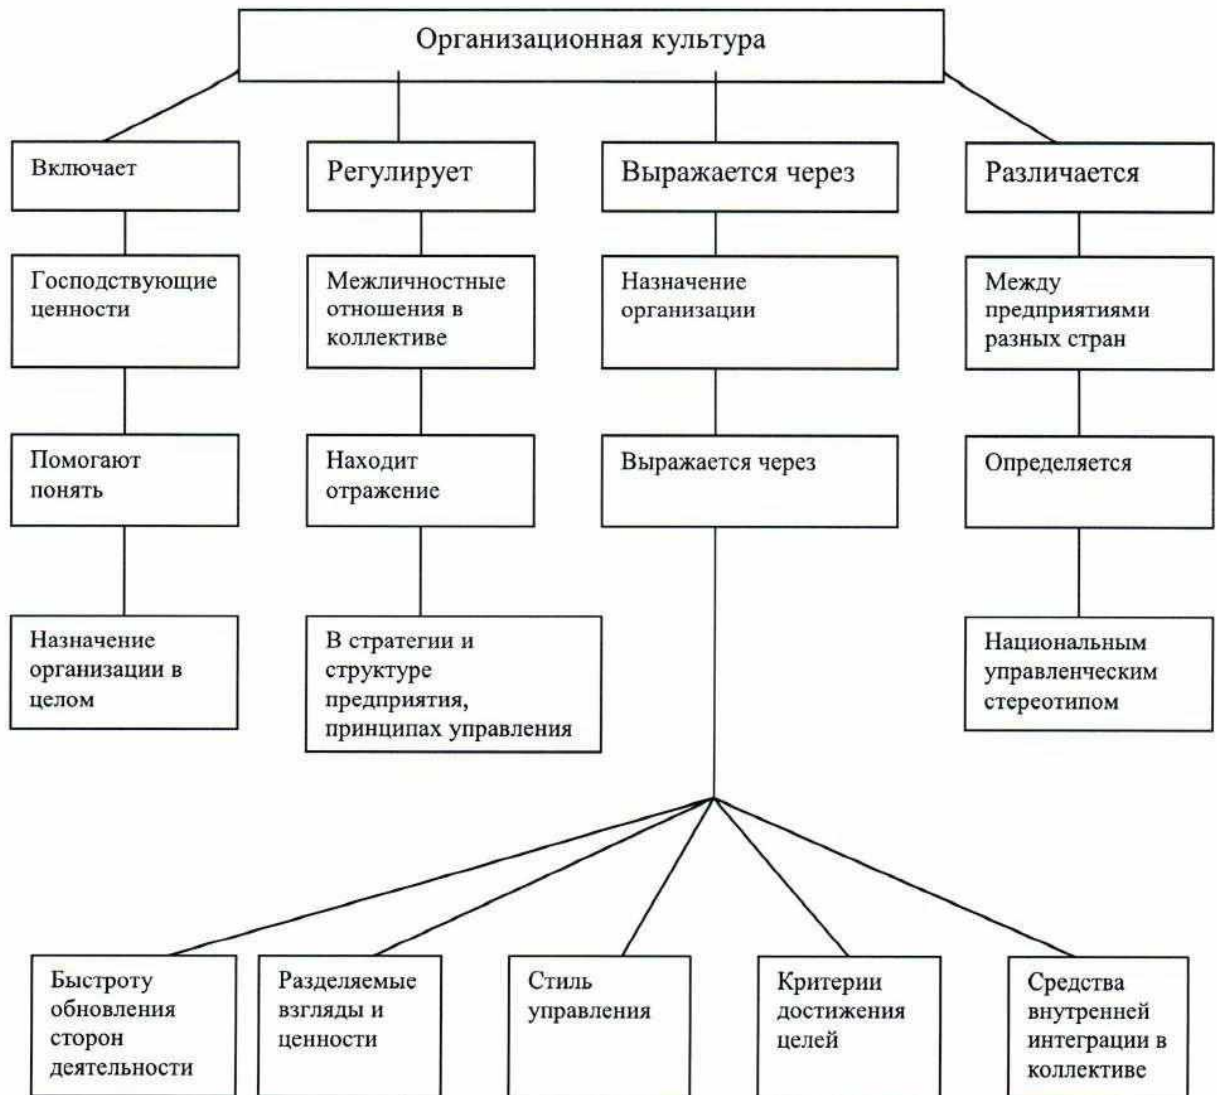 Организационная культура
Включает
Регулирует
Выражается через
Различается
Господствующие
ценности
Межличностные
отношения в
коллективе
Назначение
организации
Между
предприятиями
разных стран
Помогают
понять
Находит
отражение
Выражается через
Определяется
Назначение
организации в
целом
В стратегии и
структуре
предприятия,
принципах управления
Национальным
управленческим
стереотипом
Быстроту
обновления
сторон
деятельности
Разделяемые
взгляды и
ценности
Стиль
управления
Критерии
достижения
целей
Средства
внутренней
интеграции в
коллективе